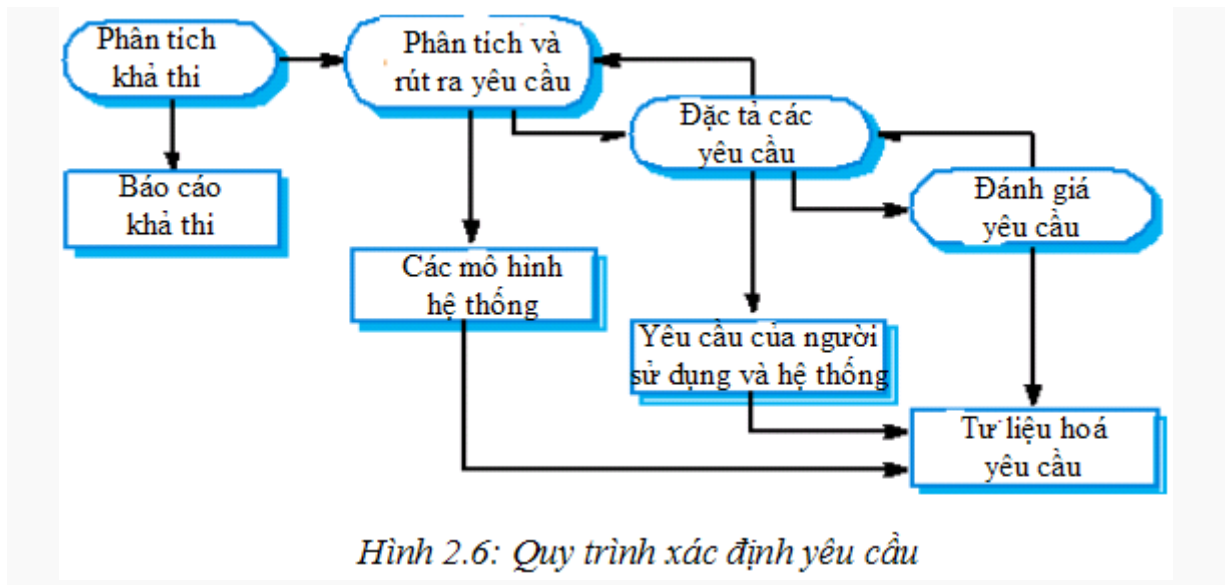 Phân tích
khả thi
Phân tích và
rút ra yêu cầu
Đặc tả các
yêu cầu
Đánh giá
yêu cầu
Báo cáo
khả thi
Các mô hình
hệ thống
Yêu cầu của người
sử dụng và hệ thống
Tư liệu hoá
yêu cầu
Hình 2.6: Quy trình xác định yêu cầu